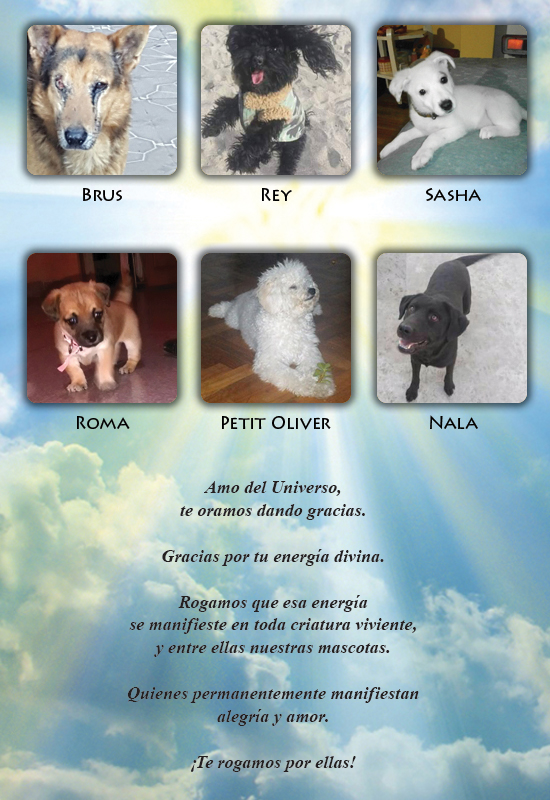 Brus
Rey
Sasha
Roma
Petit Oliver
Nala
Amo del Universo,
te oramos dando gracias.
Gracias por tu energía divina.
Rogamos que esa energía
se manifieste en toda criatura viviente,
y entre ellas nuestras mascotas.
Quienes permanentemente manifiestan
alegría y amor.
¡Te rogamos por ellas!